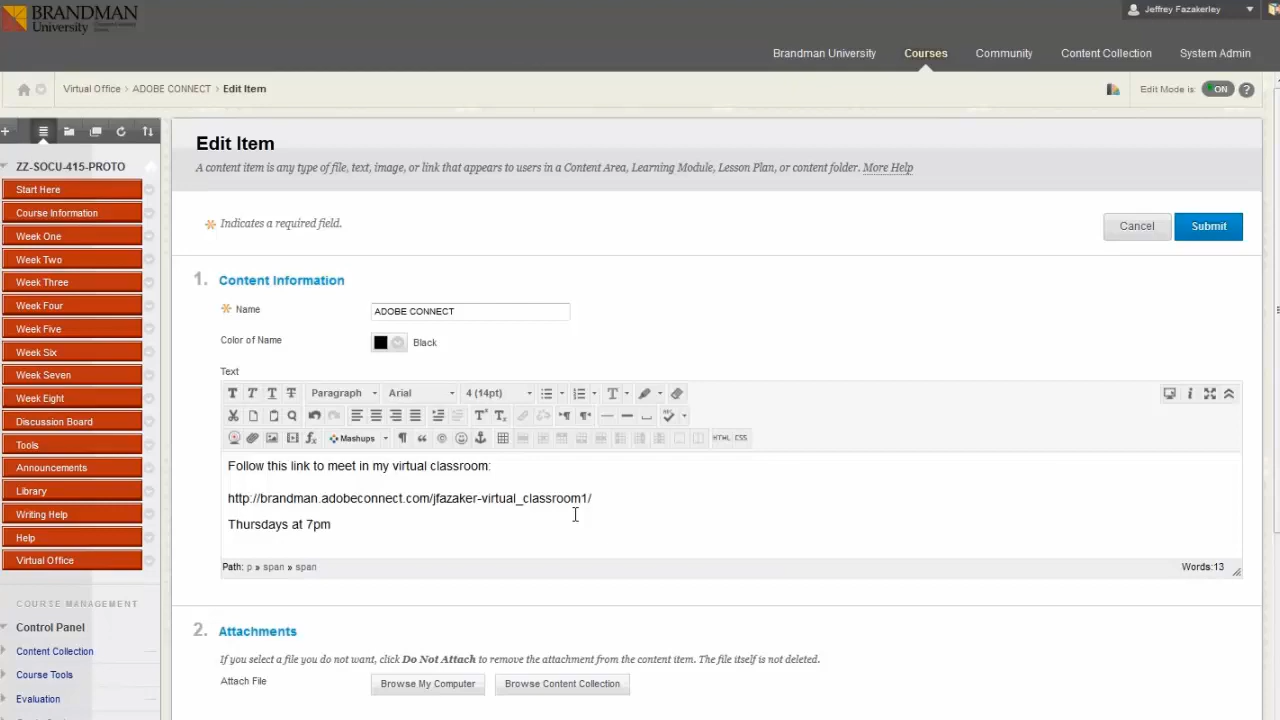 BRANDMAN
University
Jeffrey Fazakerley
Brandman University
Courses
Community
Content Collection
System Admin
Virtual Office > ADOBE CONNECT > Edit Item
Edit Mode is: ON ?
ZZ-SOCU-415-PROTO
Start Here
Course Information
Week One
Week Two
Week Three
Week Four
Week Five
Week Six
Week Seven
Week Eight
Discussion Board
Tools
Announcements
Library
Writing Help
Help
Virtual Office
COURSE MANAGEMENT
Control Panel
Content Collection
Course Tools
Evaluation
Edit Item
A content item is any type of file, text, image, or link that appears to users in a Content Area, Learning Module, Lesson Plan, or content folder. More Help
Indicates a required field.
Cancel
Submit
1. Content Information
Name
ADOBE CONNECT
Color of Name
Black
Text
Paragraph
Arial
4 (14pt)
Mashups
HTML CSS
Follow this link to meet in my virtual classroom:
http://brandman.adobeconnect.com/jfazaker-virtual_classroom1/
Thursdays at 7pm
Path: p » span » span
Words:13
2. Attachments
If you select a file you do not want, click Do Not Attach to remove the attachment from the content item. The file itself is not deleted.
Attach File
Browse My Computer
Browse Content Collection